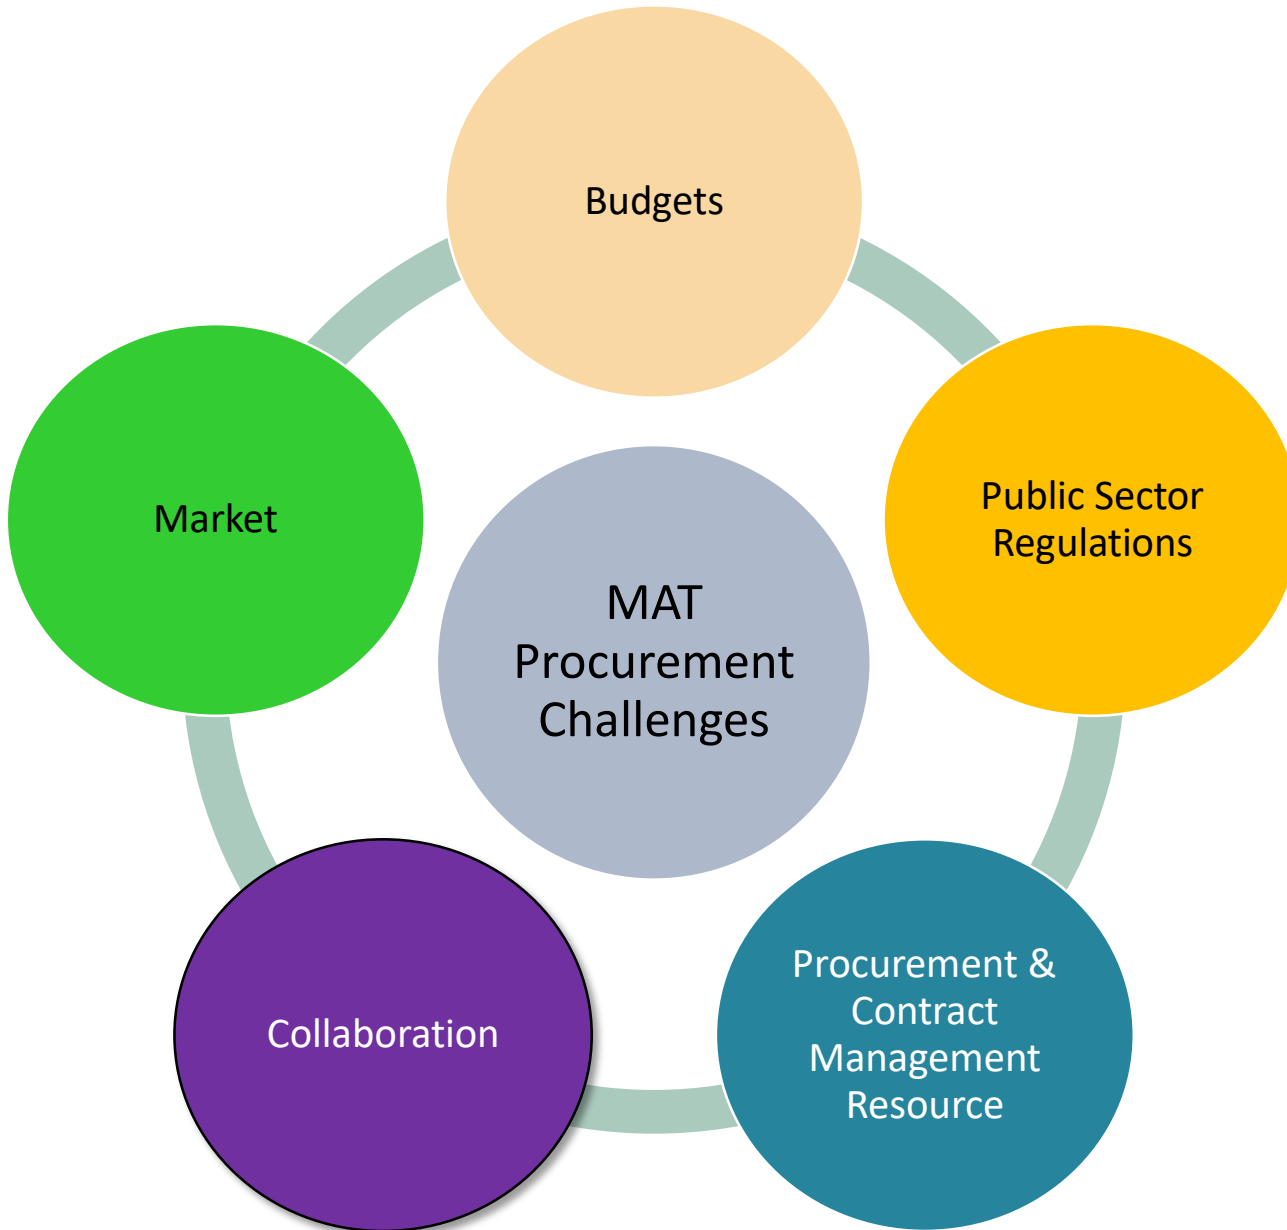 Budgets
Public Sector
Regulations
Market
MAT
Procurement
Challenges
Procurement &
Contract
Management
Resource
Collaboration